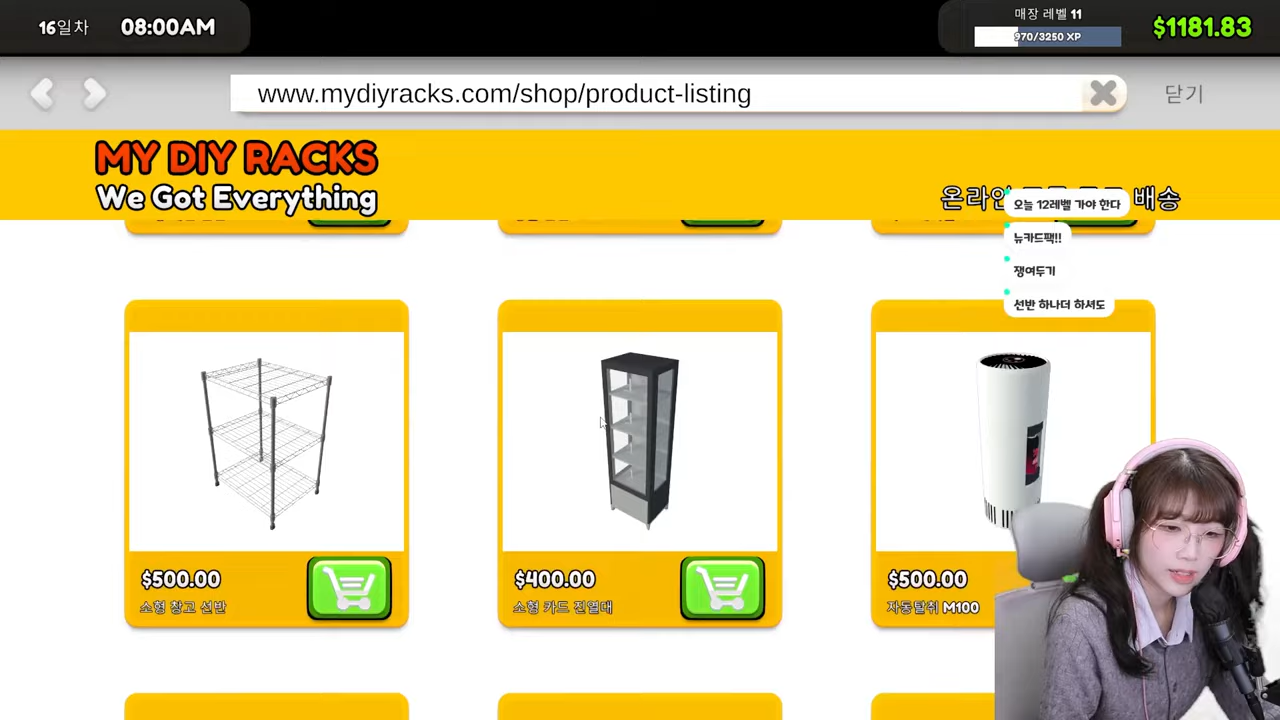 16일차
08:00AM
매장 레벨 11
970/3250 XP
$1181.83
www.mydiyracks.com/shop/product-listing
닫기
MY DIY RACKS
We Got Everything
온라인
배송
오늘 12레벨 가야 한다
뉴카드팩!!
쟁여두기
선반 하나더 하셔도
$500.00
소형 창고 선반
$400.00
소형 카드 진열대
$500.00
자동탈취 M100